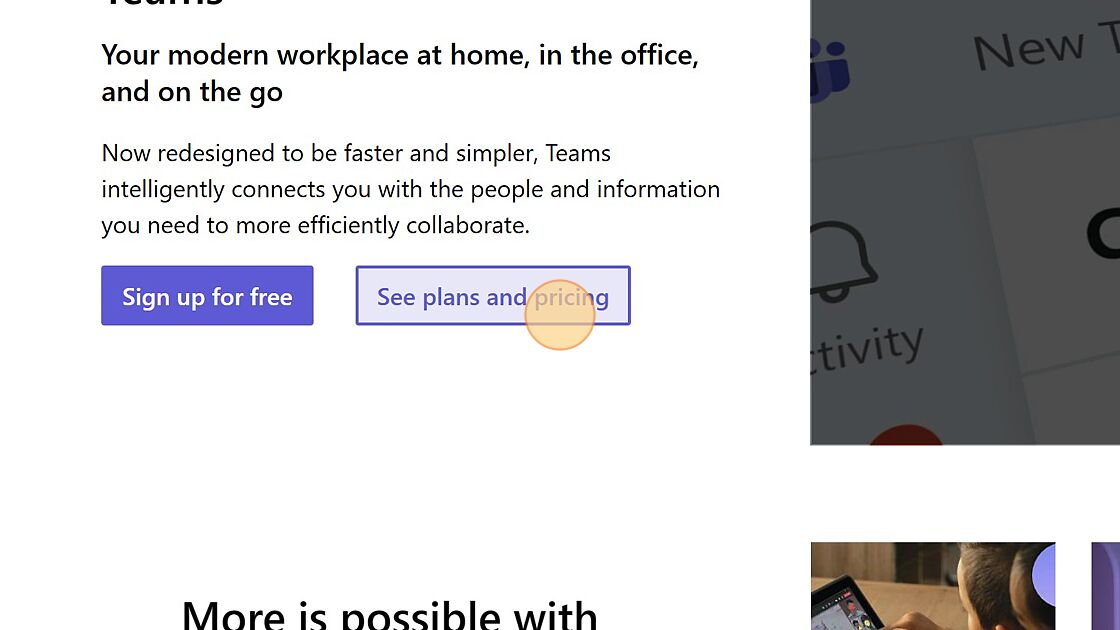 Teams
Your modern workplace at home, in the office,
and on the go
Now redesigned to be faster and simpler, Teams
intelligently connects you with the people and information
you need to more efficiently collaborate.
Sign up for free
See plans and pricing
New T
ctivity
More is possible with